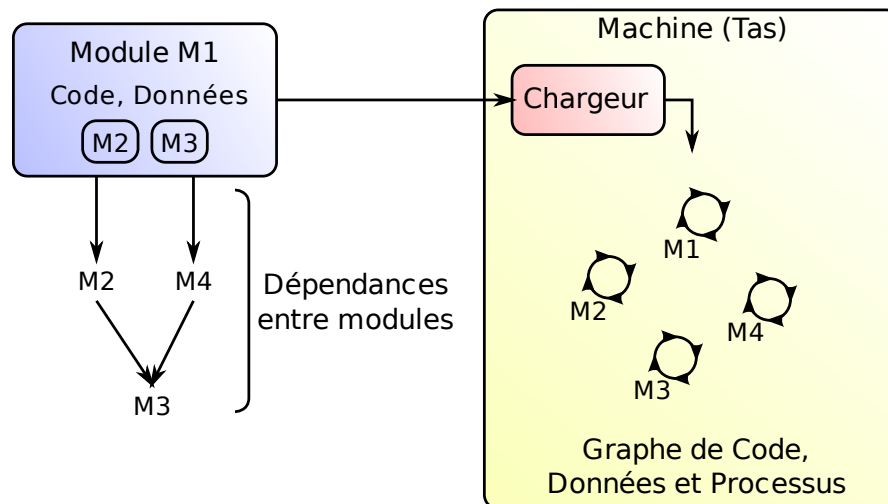 Module M1
Code, Données
M2 M3
M2 M4
M3
Dépendances
entre modules
Machine (Tas)
Chargeur
M1
M2
M4
M3
Graphe de Code,
Données et Processus